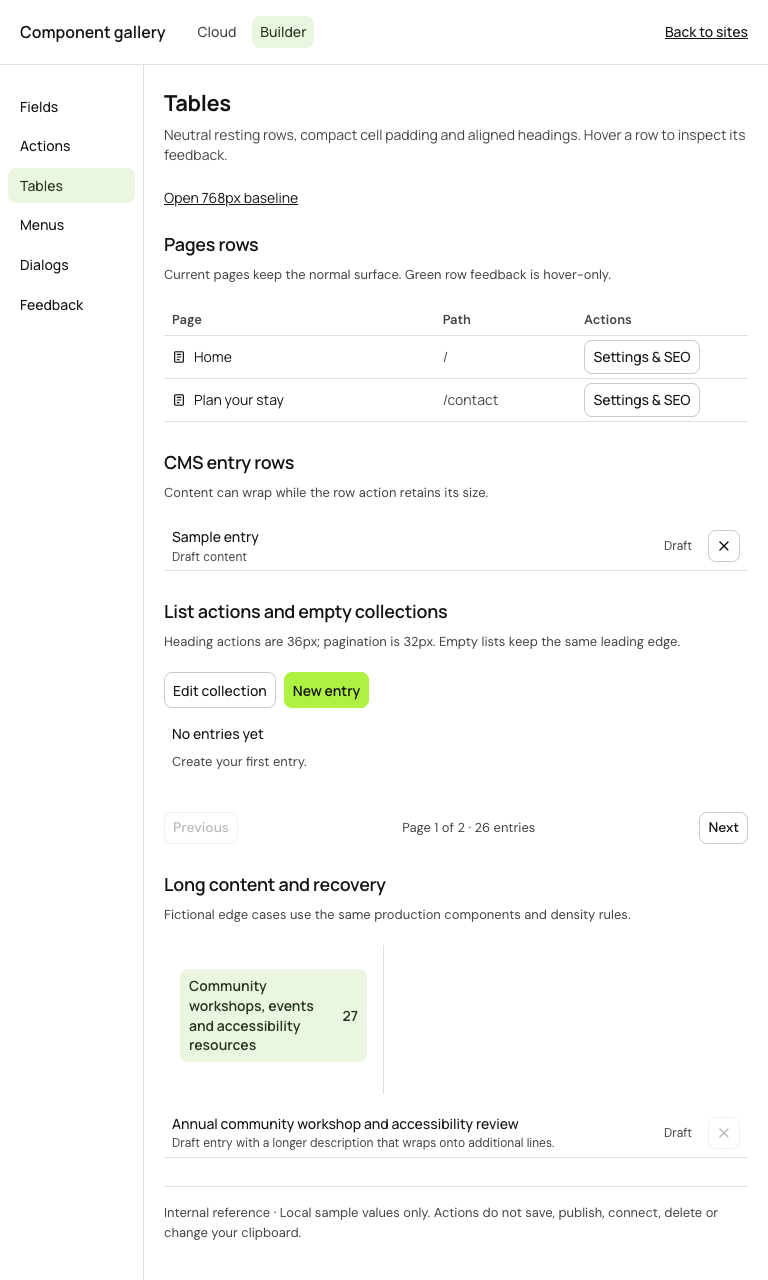 Component gallery
Cloud
Builder
Back to sites
Fields
Actions
Tables
Menus
Dialogs
Feedback
Tables
Neutral resting rows, compact cell padding and aligned headings. Hover a row to inspect its
feedback.
Open 768px baseline
Pages rows
Current pages keep the normal surface. Green row feedback is hover-only.
Page Path Actions
Home / Settings & SEO
Plan your stay /contact Settings & SEO
CMS entry rows
Content can wrap while the row action retains its size.
Sample entry
Draft content
Draft
List actions and empty collections
Heading actions are 36px; pagination is 32px. Empty lists keep the same leading edge.
Edit collection New entry
No entries yet
Create your first entry.
Previous Page 1 of 2 · 26 entries Next
Long content and recovery
Fictional edge cases use the same production components and density rules.
Community
workshops, events
and accessibility
resources
27
Annual community workshop and accessibility review
Draft entry with a longer description that wraps onto additional lines.
Draft
Internal reference · Local sample values only. Actions do not save, publish, connect, delete or
change your clipboard.